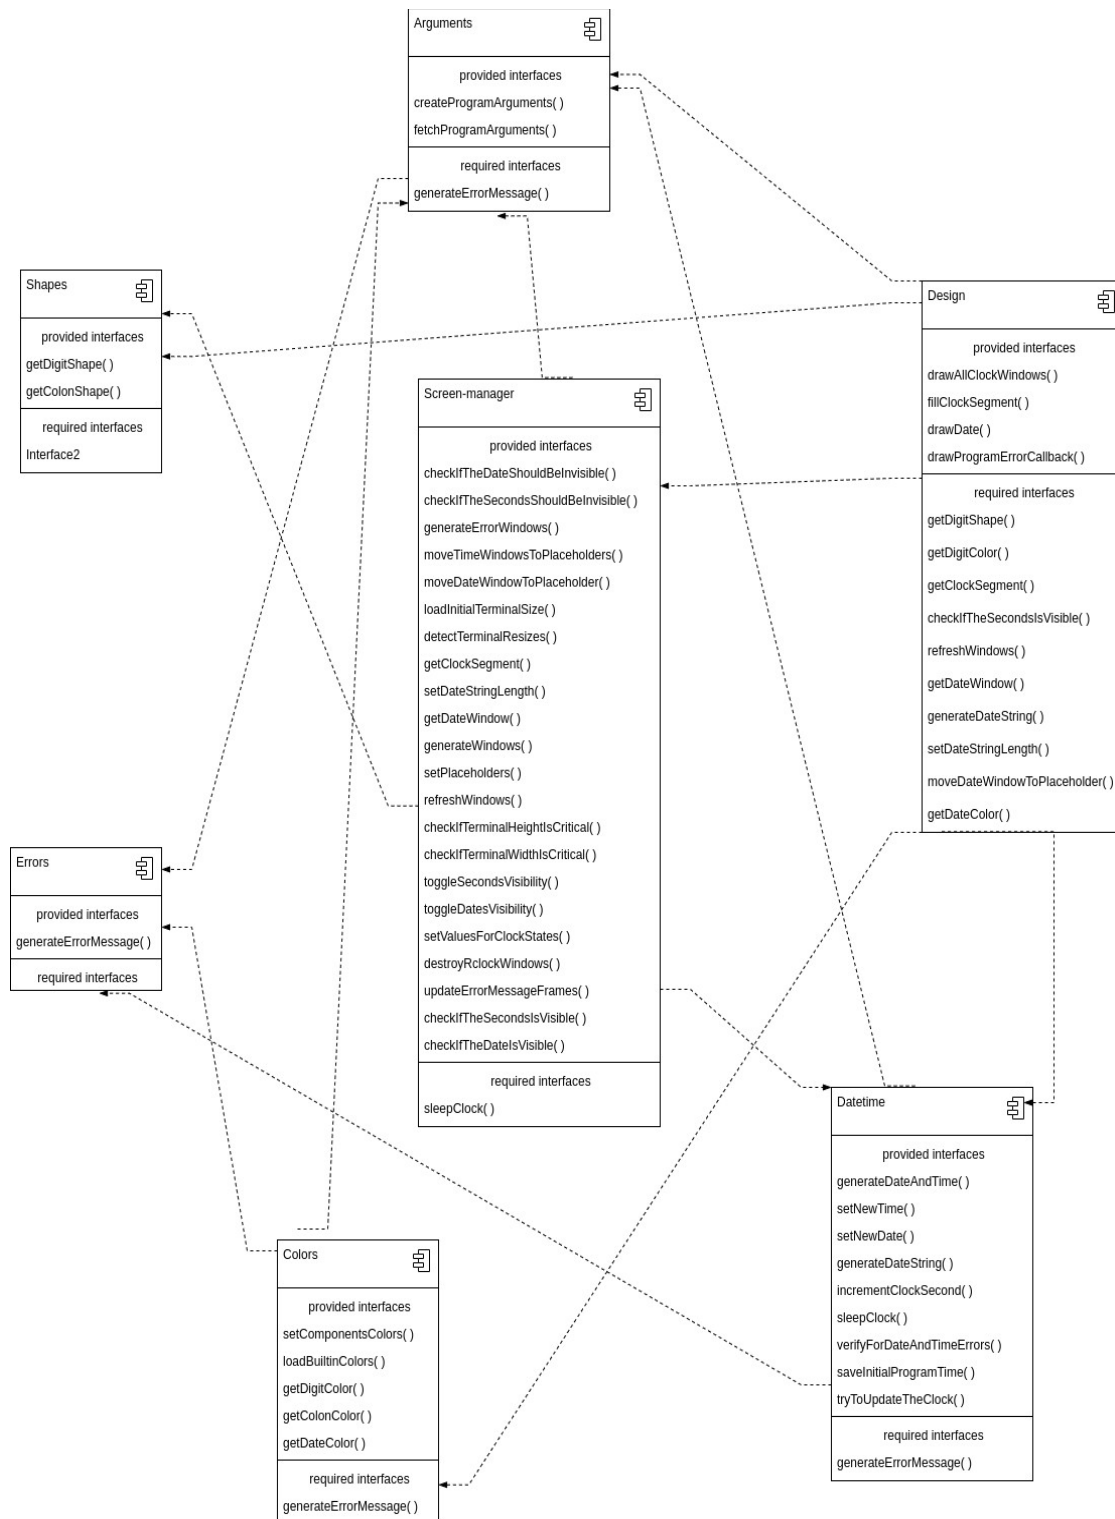 Arguments
provided interfaces
createProgramArguments( )
fetchProgramArguments( )
required interfaces
generateErrorMessage( )
Shapes
provided interfaces
getDigitShape( )
getColonShape( )
required interfaces
Interface2
Design
provided interfaces
drawAllClockWindows( )
fillClockSegment( )
drawDate( )
drawProgramErrorCallback( )
required interfaces
getDigitShape( )
getDigitColor( )
getClockSegment( )
checkIfTheSecondsIsVisible( )
refreshWindows( )
getDateWindow( )
generateDateString( )
setDateStringLength( )
moveDateWindowToPlaceholder( )
getDateColor( )
Screen-manager
provided interfaces
checkIfTheDateShouldBeInvisible( )
checkIfTheSecondsShouldBeInvisible( )
generateErrorWindows( )
moveTimeWindowsToPlaceholders( )
moveDateWindowToPlaceholder( )
loadInitialTerminalSize( )
detectTerminalResizes( )
getClockSegment( )
setDateStringLength( )
getDateWindow( )
generateWindows( )
setPlaceholders( )
refreshWindows( )
checkIfTerminalHeightIsCritical( )
checkIfTerminalWidthIsCritical( )
toggleSecondsVisibility( )
toggleDatesVisibility( )
setValuesForClockStates( )
destroyRclockWindows( )
updateErrorMessageFrames( )
checkIfTheSecondsIsVisible( )
checkIfTheDateIsVisible( )
required interfaces
sleepClock( )
Errors
provided interfaces
generateErrorMessage( )
required interfaces
Datetime
provided interfaces
generateDateAndTime( )
setNewTime( )
setNewDate( )
generateDateString( )
incrementClockSecond( )
sleepClock( )
verifyForDateAndTimeErrors( )
saveInitialProgramTime( )
tryToUpdateTheClock( )
required interfaces
generateErrorMessage( )
Colors
provided interfaces
setComponentsColors( )
loadBuiltinColors( )
getDigitColor( )
getColonColor( )
getDateColor( )
required interfaces
generateErrorMessage( )